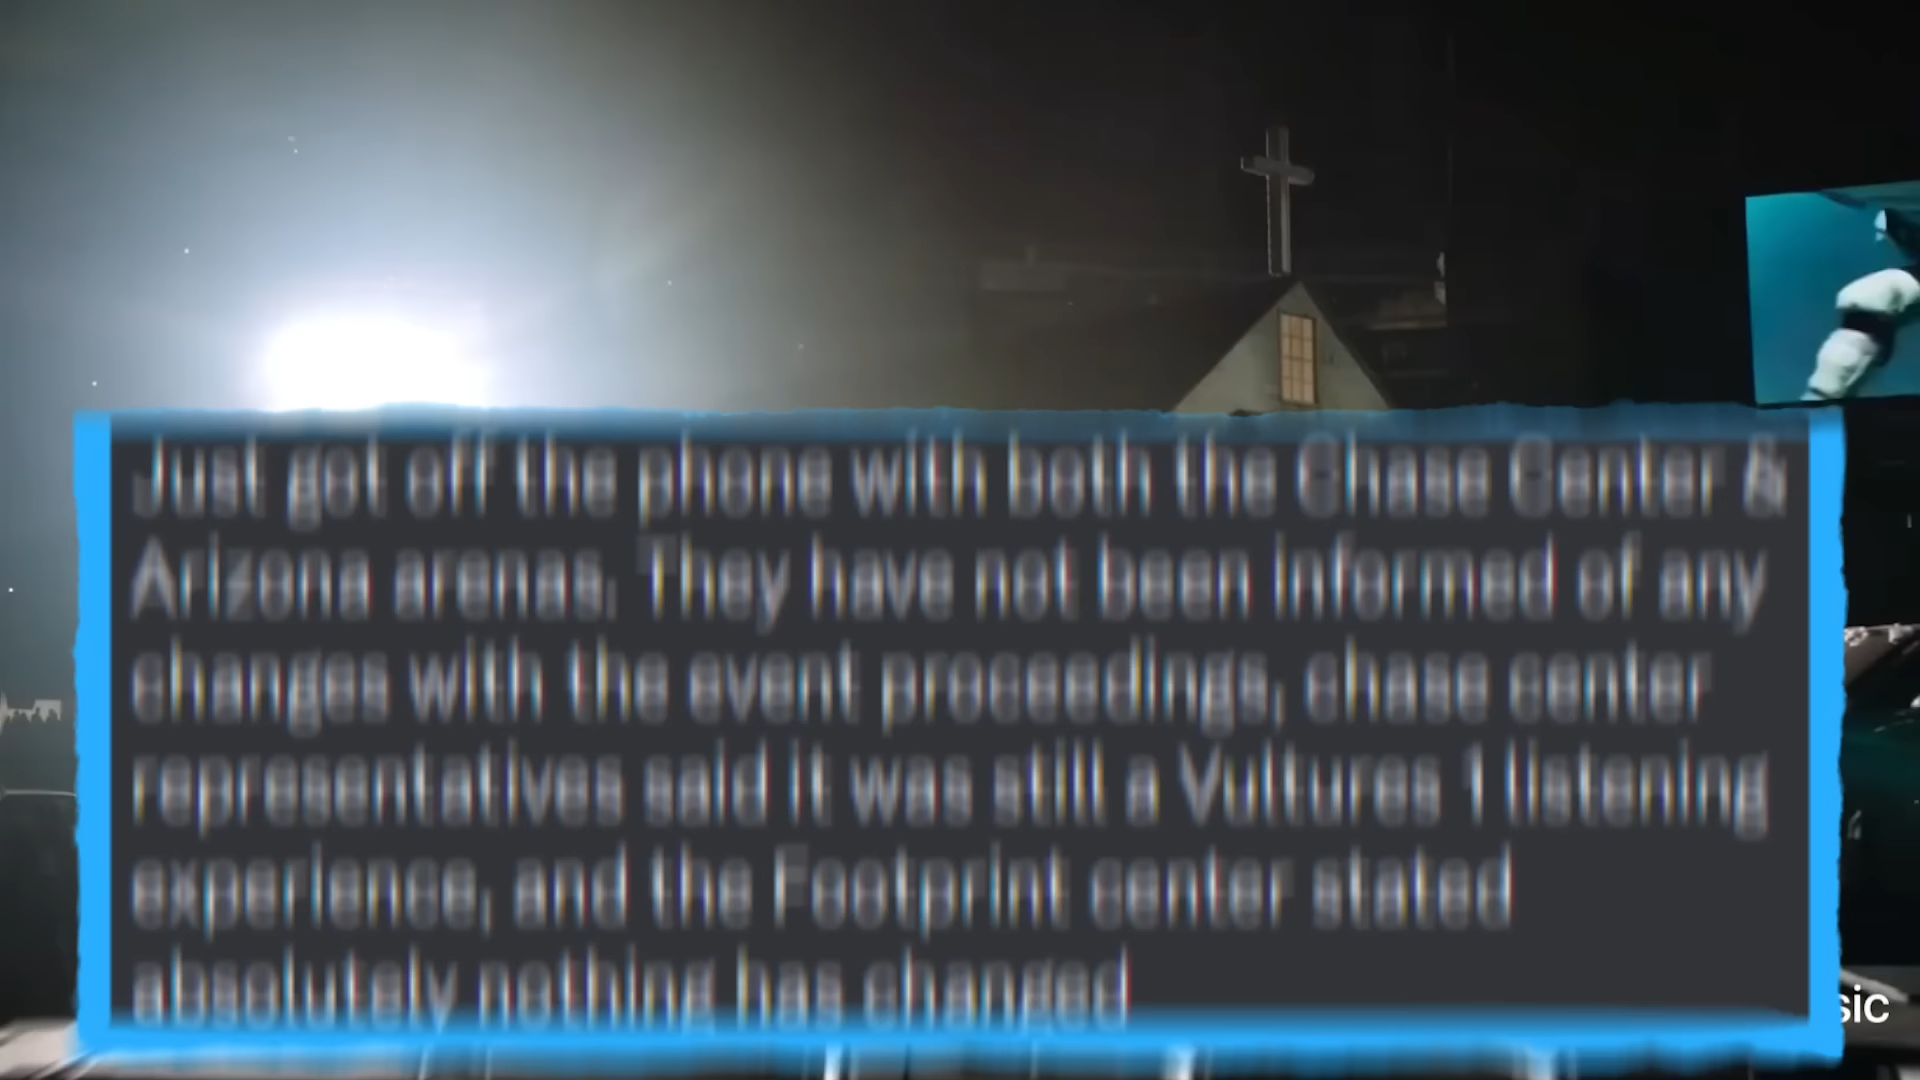 Just got off the phone with both the Chase Center &
Arizona arenas, They have not been informed of any
changes with the event proceedings, chase center
representatives said it was still a Vultures 1 listening
experience, and the Footprint center stated
absolutely nothing has changed
sic